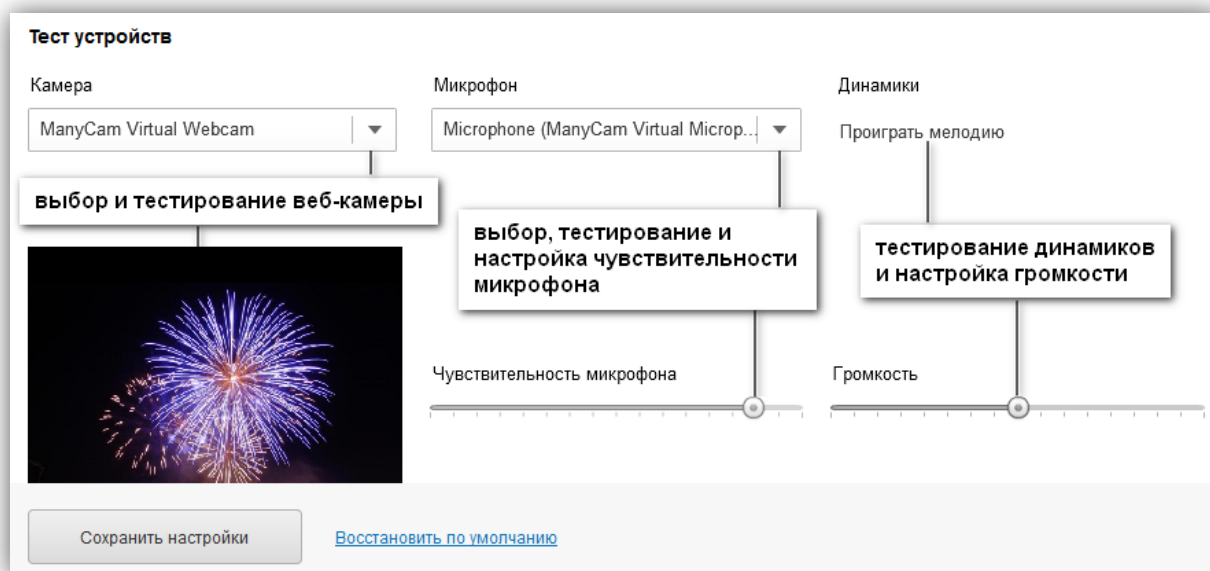 Тест устройств
Камера
Микрофон
Динамики
ManyCam Virtual Webcam
Microphone (ManyCam Virtual Microp...
Проиграть мелодию
выбор и тестирование веб-камеры
выбор, тестирование и
настройка чувствительности
микрофона
тестирование динамиков
и настройка громкости
Чувствительность микрофона
Громкость
Сохранить настройки
Восстановить по умолчанию